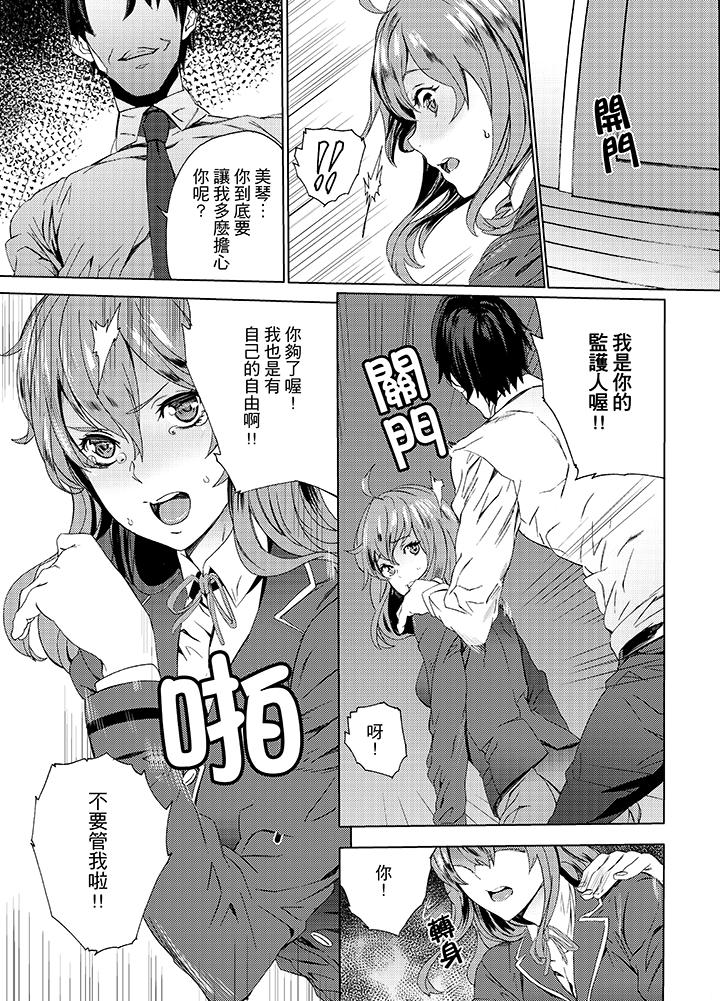 開門
!!
美琴…
你到底要
讓我多麼擔心
你呢?
我是你的
監護人喔!!
關門
呀!
你!
轉身
你夠了喔!
我也是有
自己的自由啊!!
啪
不要管我啦!!